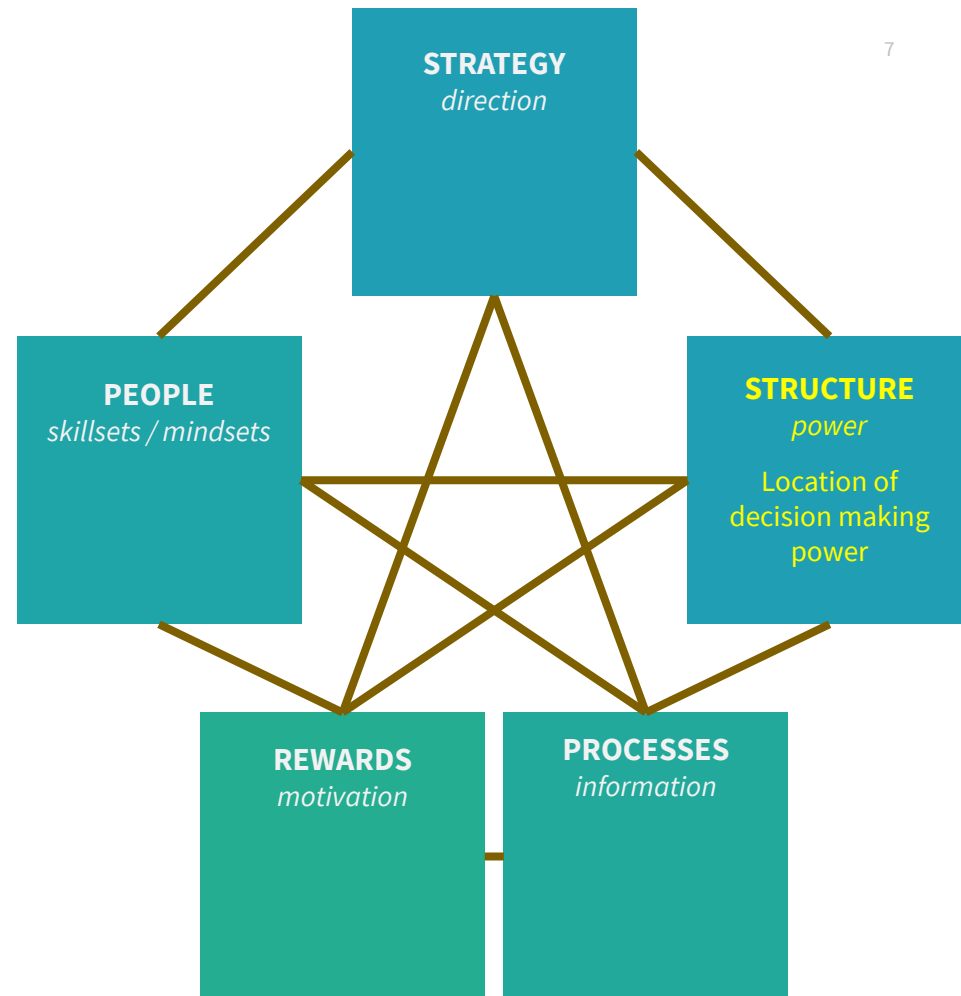 7
STRATEGY
direction
PEOPLE
skillsets / mindsets
STRUCTURE
power
Location of
decision making
power
REWARDS
motivation
PROCESSES
information